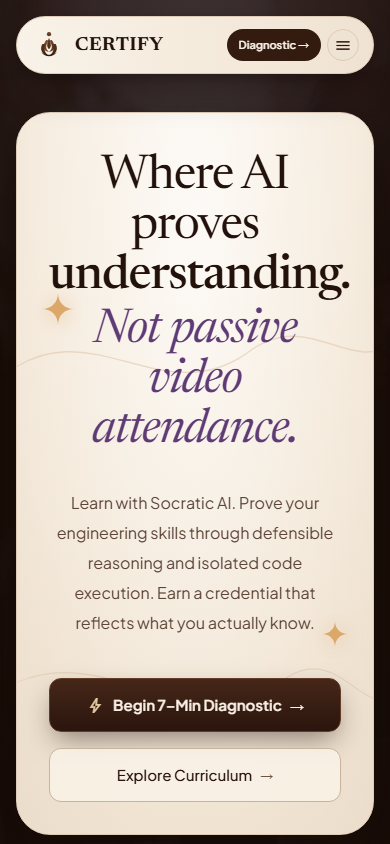 CERTIFY
Diagnostic →
Where AI
proves
understanding.
Not passive
video
attendance.
Learn with Socratic AI. Prove your
engineering skills through defensible
reasoning and isolated code
execution. Earn a credential that
reflects what you actually know.
Begin 7–Min Diagnostic →
Explore Curriculum →